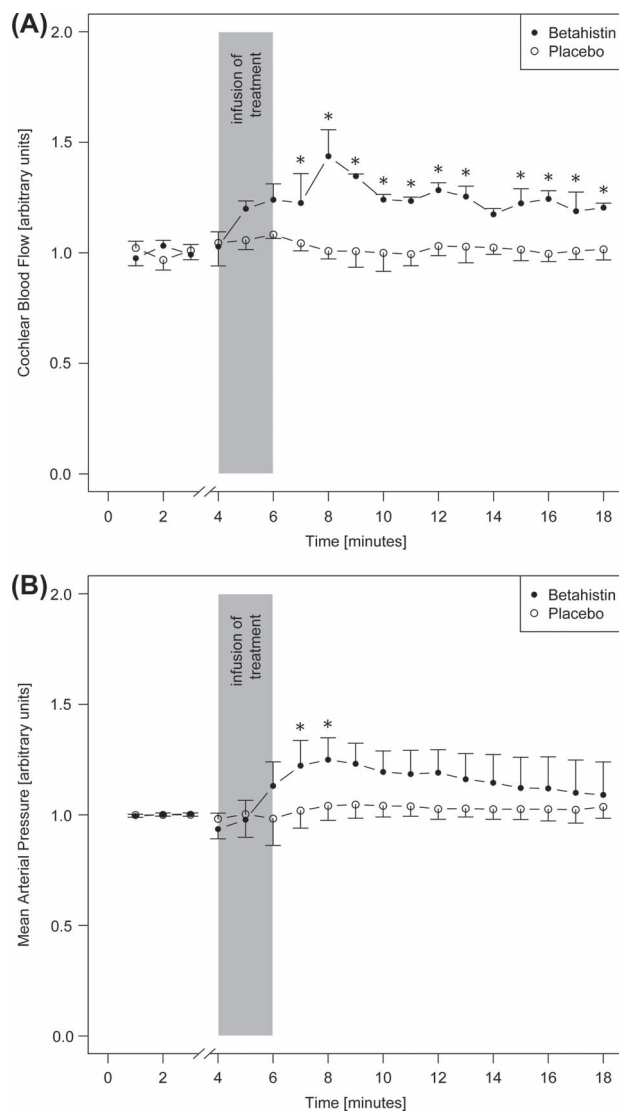 (A)
2.0
1.5
1.0
0.5
0.0
Cochlear Blood Flow [arbitrary units]
infusion of
treatment
Betahistin
Placebo
* * * * * * * * * * *
0 2 4 6 8 10 12 14 16 18
Time [minutes]
(B)
2.0
1.5
1.0
0.5
0.0
Mean Arterial Pressure [arbitrary units]
infusion of
treatment
Betahistin
Placebo
* *
0 2 4 6 8 10 12 14 16 18
Time [minutes]